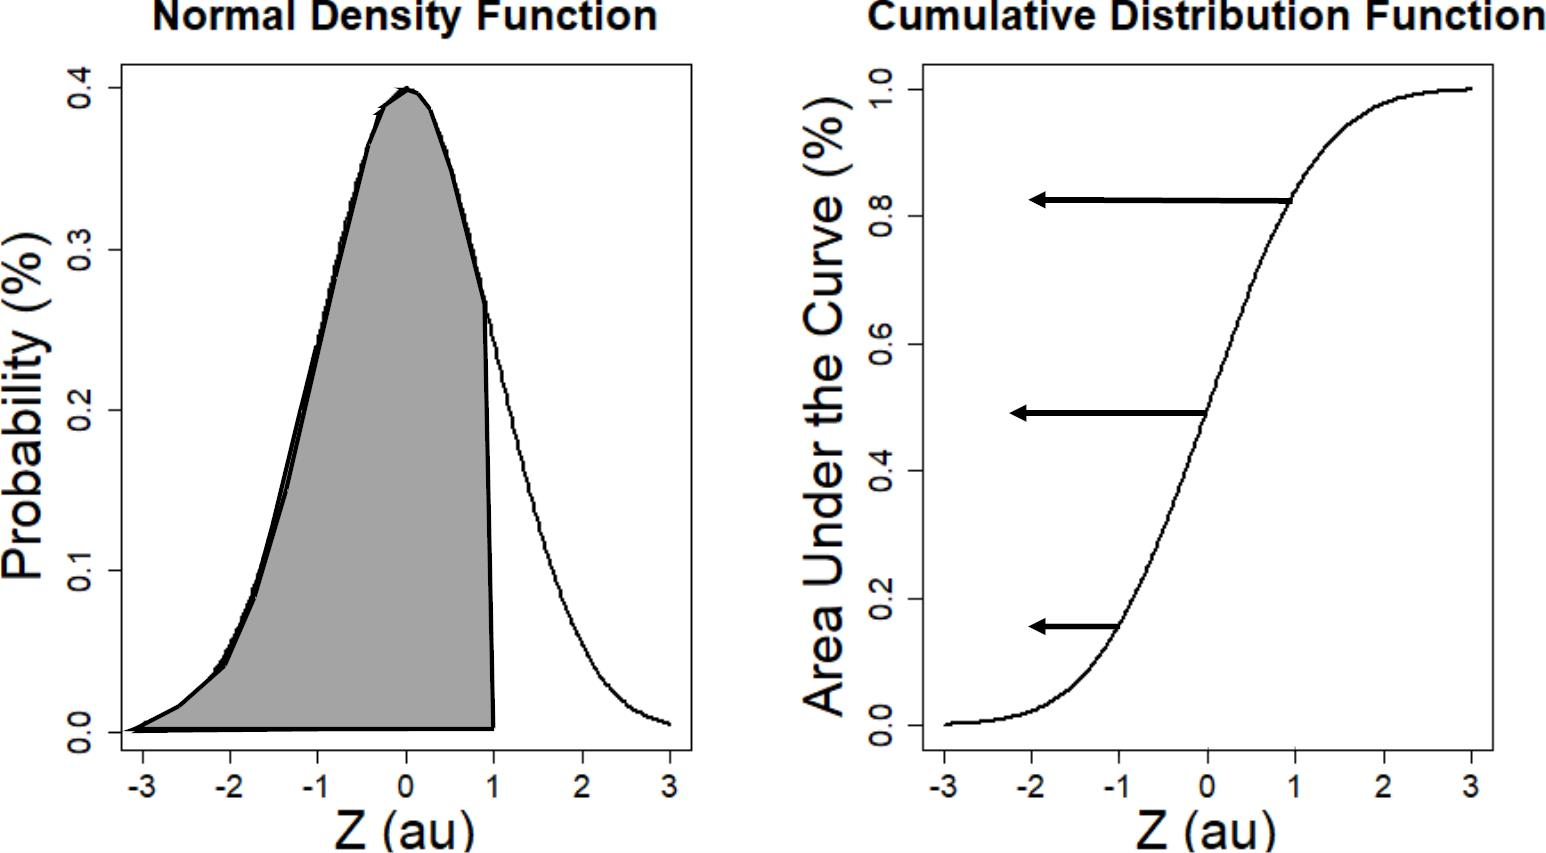 Normal Density Function
Probability (%)
0.4
0.3
0.2
0.1
0.0
-3 -2 -1 0 1 2 3
Z (au)
Cumulative Distribution Function
Area Under the Curve (%)
1.0
0.8
0.6
0.4
0.2
0.0
-3 -2 -1 0 1 2 3
Z (au)